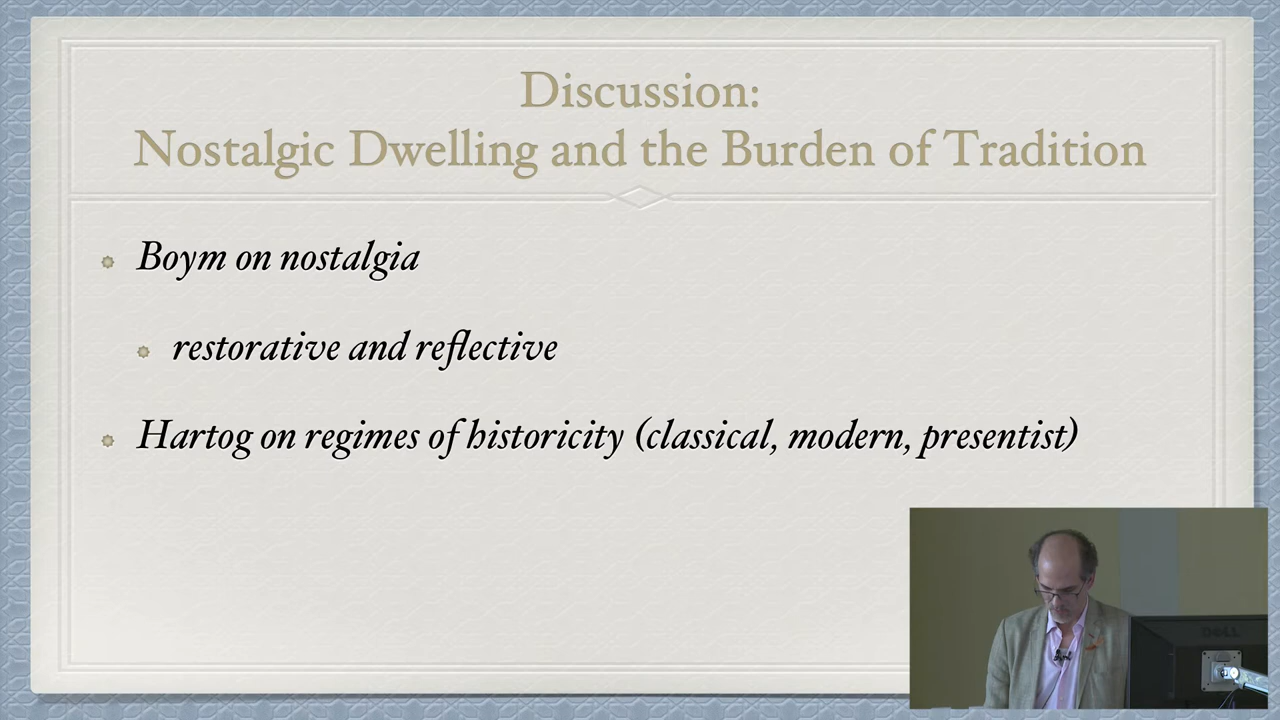 Discussion:
Nostalgic Dwelling and the Burden of Tradition
Boym on nostalgia
restorative and reflective
Hartog on regimes of historicity (classical, modern, presentist)
DELL